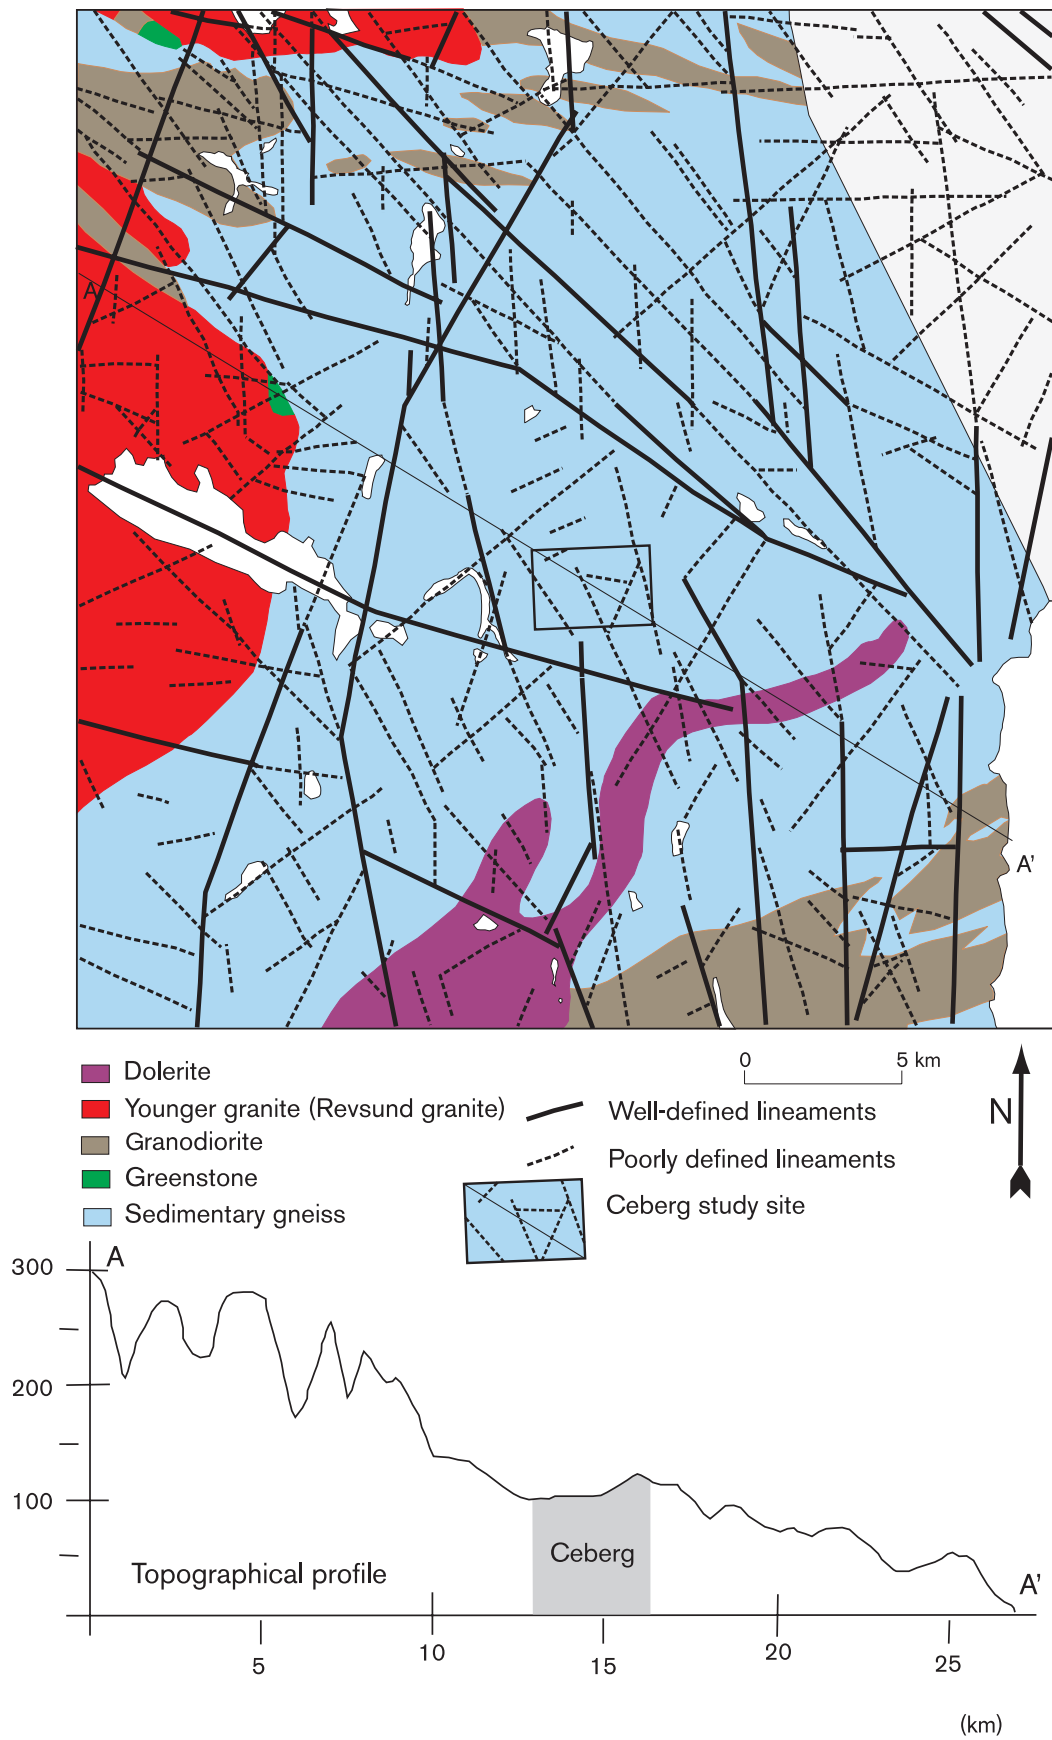 A
A'
0 5 km
N
Dolerite
Younger granite (Revsund granite)
Granodiorite
Greenstone
Sedimentary gneiss
Well-defined lineaments
Poorly defined lineaments
Ceberg study site
A
300
200
100
Ceberg
Topographical profile
A'
5 10 15 20 25
(km)